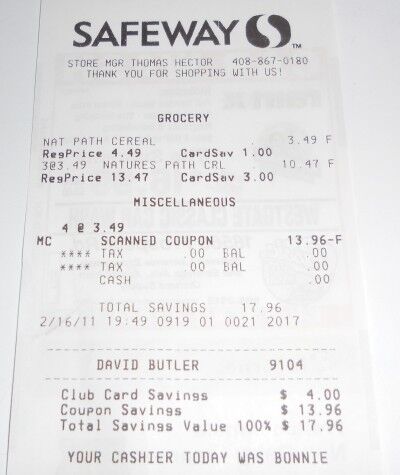 SAFEWAY
STORE MGR THOMAS HECTOR 408-867-0180
THANK YOU FOR SHOPPING WITH US!
GROCERY
NAT PATH CEREAL 3.49 F
RegPrice 4.49 CardSav 1.00
3@3.49 NATURES PATH CRL 10.47 F
RegPrice 13.47 CardSav 3.00
MISCELLANEOUS
4 @ 3.49
MC SCANNED COUPON 13.96-F
**** TAX .00 BAL .00
**** TAX .00 BAL .00
CASH .00
TOTAL SAVINGS 17.96
2/16/11 19:49 0919 01 0021 2017
DAVID BUTLER 9104
Club Card Savings $ 4.00
Coupon Savings $ 13.96
Total Savings Value 100% $ 17.96
YOUR CASHIER TODAY WAS BONNIE